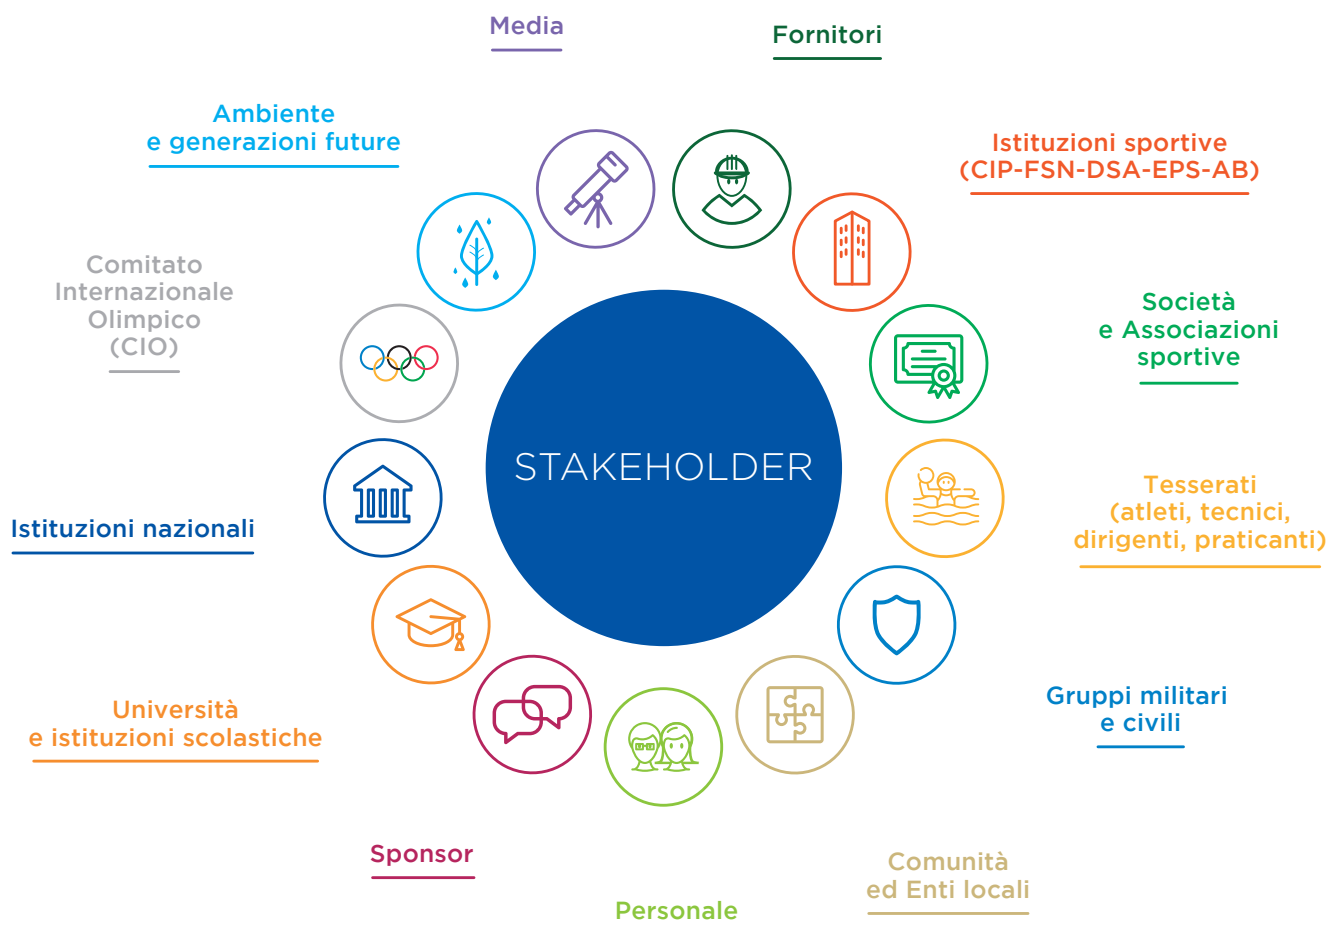 Media
Fornitori
Ambiente
e generazioni future
Istituzioni sportive
(CIP-FSN-DSA-EPS-AB)
Comitato
Internazionale
Olimpico
(CIO)
Società
e Associazioni
sportive
STAKEHOLDER
Istituzioni nazionali
Tesserati
(atleti, tecnici,
dirigenti, praticanti)
Università
e istituzioni scolastiche
Gruppi militari
e civili
Sponsor
Comunità
ed Enti locali
Personale